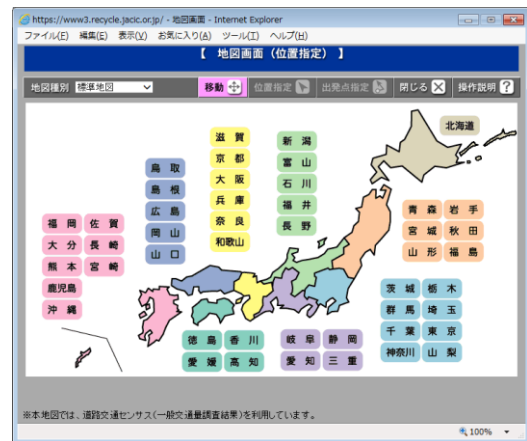 https://www3.recycle.jacic.or.jp/ - 地図画面 - Internet Explorer
ファイル(F) 編集(E) 表示(V) お気に入り(A) ツール(T) ヘルプ(H)
【 地図画面（位置指定） 】
地図種別 標準地図 移動 位置指定 出発点指定 閉じる 操作説明 ?
北海道
滋賀
京都
大阪
兵庫
奈良
和歌山
新潟
富山
石川
福井
長野
鳥取
島根
広島
岡山
山口
青森 岩手
宮城 秋田
山形 福島
福岡 佐賀
大分 長崎
熊本 宮崎
鹿児島
沖縄
茨城 栃木
群馬 埼玉
千葉 東京
神奈川 山梨
徳島 香川
愛媛 高知
岐阜 静岡
愛知 三重
※本地図では、道路交通センサス(一般交通量調査結果)を利用しています。
100%